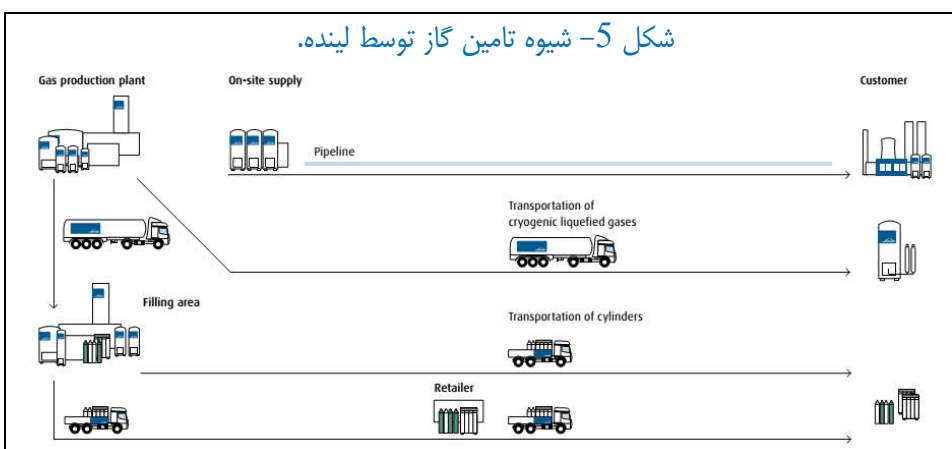 شکل 5- شیوه تامین گاز توسط لینده.
Gas production plant
On-site supply
Customer
Pipeline
Transportation of
cryogenic liquefied gases
Filling area
Transportation of cylinders
Retailer